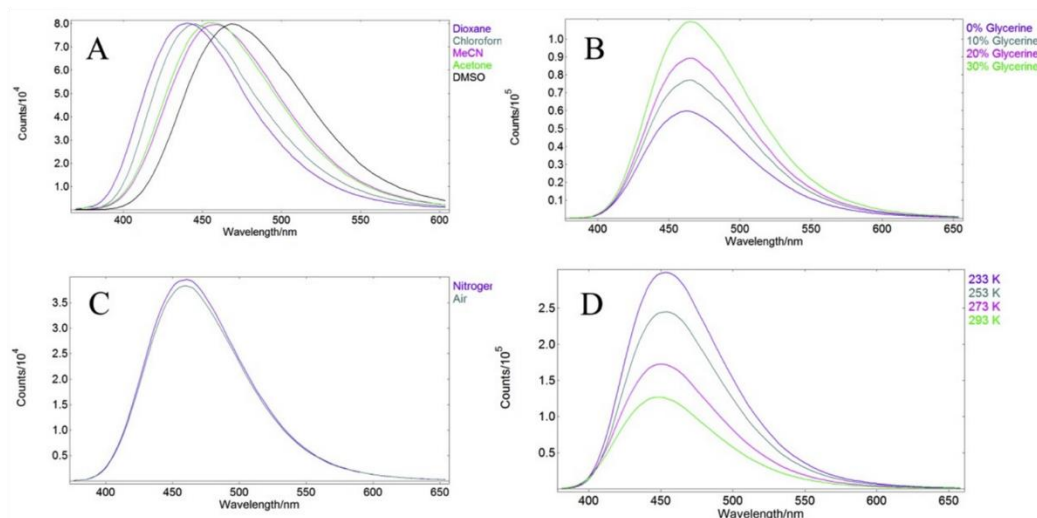 A
8.0
7.0
6.0
5.0
4.0
3.0
2.0
1.0
Counts/10⁴
400 450 500 550 600
Wavelength/nm
Dioxane
Chloroform
MeCN
Acetone
DMSO
B
1.0
0.9
0.8
0.7
0.6
0.5
0.4
0.3
0.2
0.1
Counts/10⁵
400 450 500 550 600 650
Wavelength/nm
0% Glycerine
10% Glycerine
20% Glycerine
30% Glycerine
C
3.5
3.0
2.5
2.0
1.5
1.0
0.5
Counts/10⁴
400 450 500 550 600 650
Wavelength/nm
Nitrogen
Air
D
2.5
2.0
1.5
1.0
0.5
Counts/10⁵
400 450 500 550 600 650
Wavelength/nm
233 K
253 K
273 K
293 K